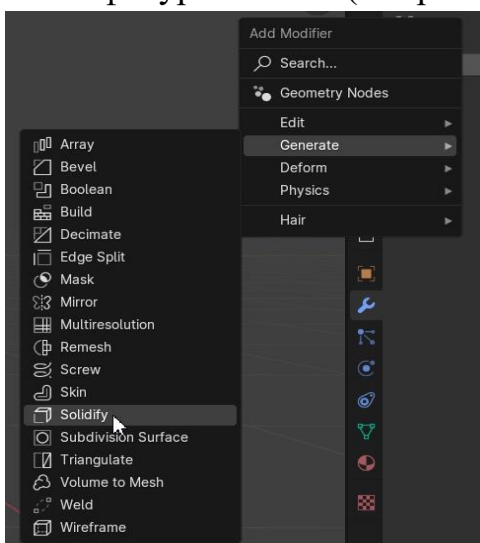 Add Modifier
Search...
Geometry Nodes
Edit
Generate
Deform
Physics
Hair
Array
Bevel
Boolean
Build
Decimate
Edge Split
Mask
Mirror
Multiresolution
Remesh
Screw
Skin
Solidify
Subdivision Surface
Triangulate
Volume to Mesh
Weld
Wireframe